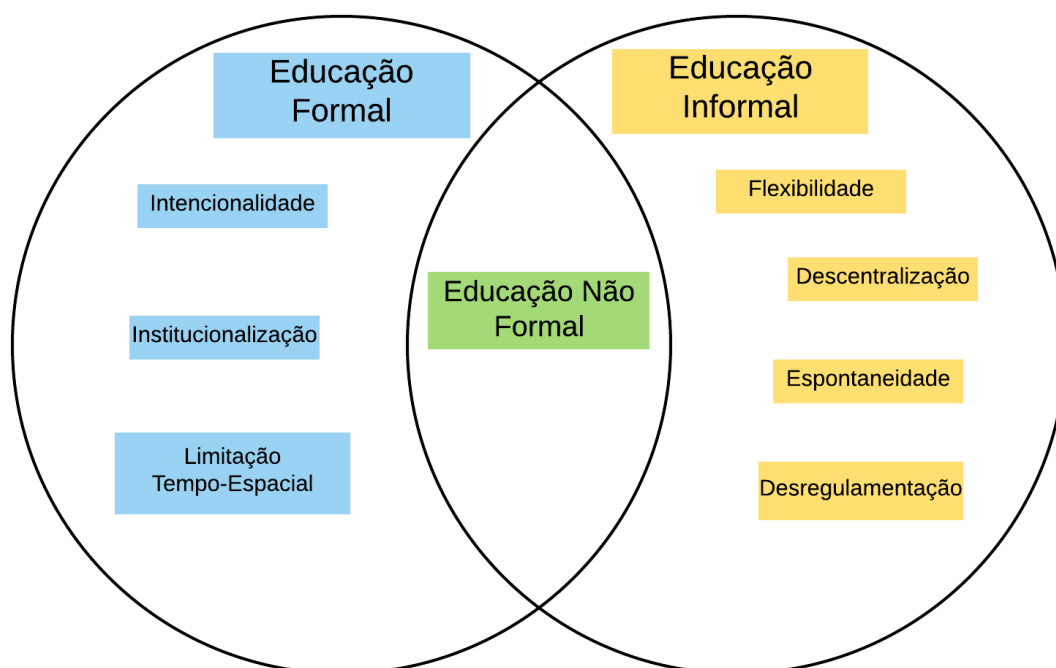 Educação
Formal
Intencionalidade
Institucionalização
Limitação
Tempo-Espacial
Educação Não
Formal
Educação
Informal
Flexibilidade
Descentralização
Espontaneidade
Desregulamentação